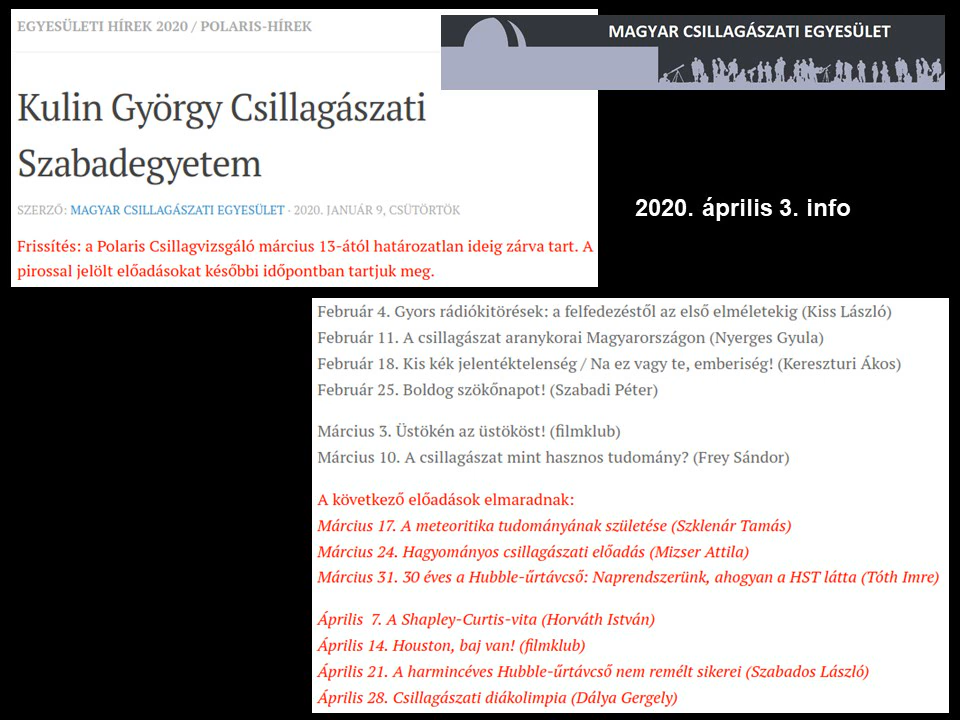 EGYESÜLETI HÍREK 2020 / POLARIS-HÍREK
MAGYAR CSILLAGÁSZATI EGYESÜLET
Kulin György Csillagászati
Szabadegyetem
SZERZŐ: MAGYAR CSILLAGÁSZATI EGYESÜLET · 2020. JANUÁR 9, CSÜTÖRTÖK
2020. április 3. info
Frissítés: a Polaris Csillagvizsgáló március 13-ától határozatlan ideig zárva tart. A
pirossal jelölt előadásokat későbbi időpontban tartjuk meg.
Február 4. Gyors rádiókitörések: a felfedezéstől az első elméletekig (Kiss László)
Február 11. A csillagászat aranykorai Magyarországon (Nyerges Gyula)
Február 18. Kis kék jelentéktelenség / Na ez vagy te, emberiség! (Kereszturi Ákos)
Február 25. Boldog szökőnapot! (Szabadi Péter)
Március 3. Üstökén az üstököst! (filmklub)
Március 10. A csillagászat mint hasznos tudomány? (Frey Sándor)
A következő előadások elmaradnak:
Március 17. A meteoritika tudományának születése (Szklenár Tamás)
Március 24. Hagyományos csillagászati előadás (Mizser Attila)
Március 31. 30 éves a Hubble-űrtávcső: Naprendszerünk, ahogyan a HST látta (Tóth Imre)
Április 7. A Shapley-Curtis-vita (Horváth István)
Április 14. Houston, baj van! (filmklub)
Április 21. A harmincéves Hubble-űrtávcső nem remélt sikerei (Szabados László)
Április 28. Csillagászati diákolimpia (Dálya Gergely)